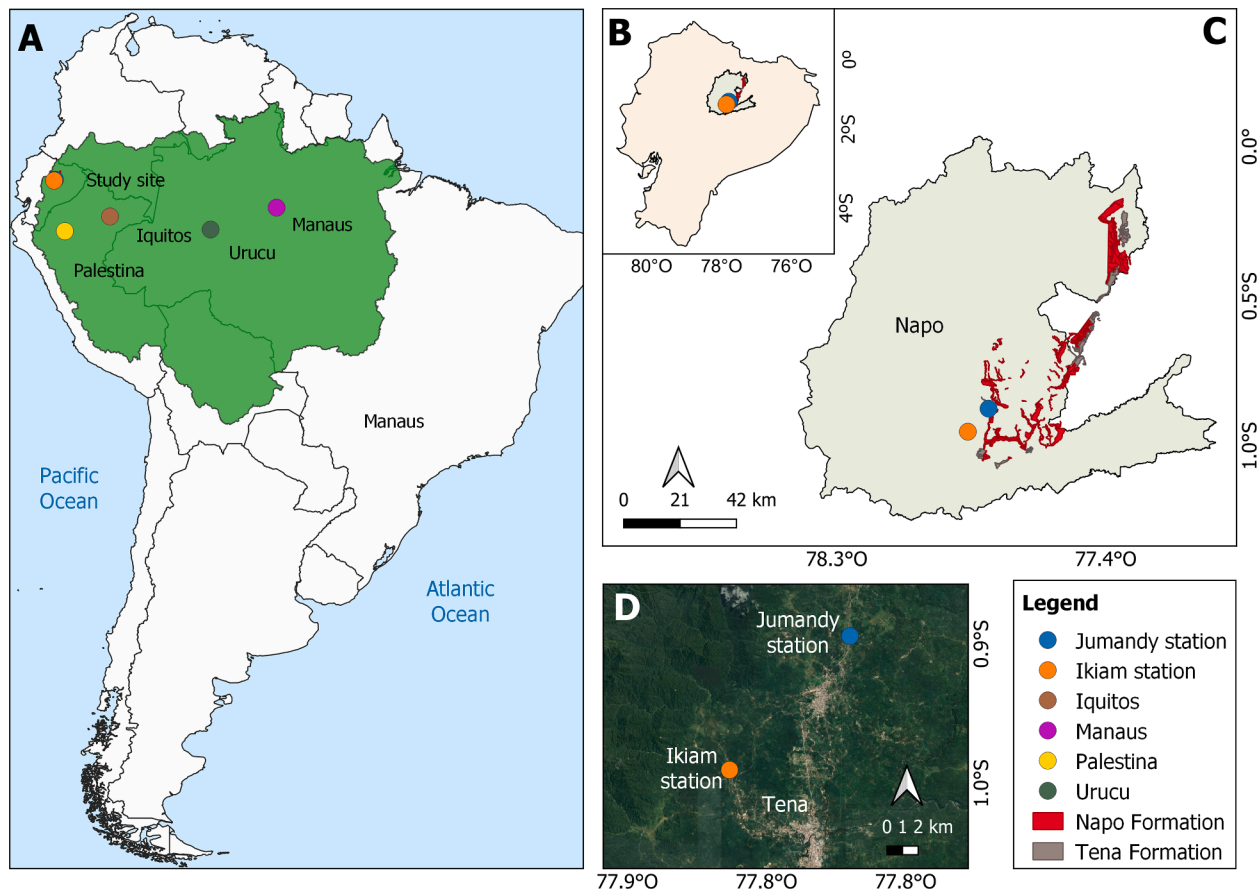 A
Study site
Iquitos
Manaus
Urucu
Palestina
Manaus
Pacific
Ocean
Atlantic
Ocean
B
0°
2°S
4°S
80°O
78°O
76°O
C
Napo
0
21
42 km
0.0°
0.5°S
1.0°S
78.3°O
77.4°O
D
Jumandy
station
Ikiam
station
Tena
0 1 2 km
0.9°S
1.0°S
77.9°O
77.8°O
77.8°O
Legend
Jumandy station
Ikiam station
Iquitos
Manaus
Palestina
Urucu
Napo Formation
Tena Formation